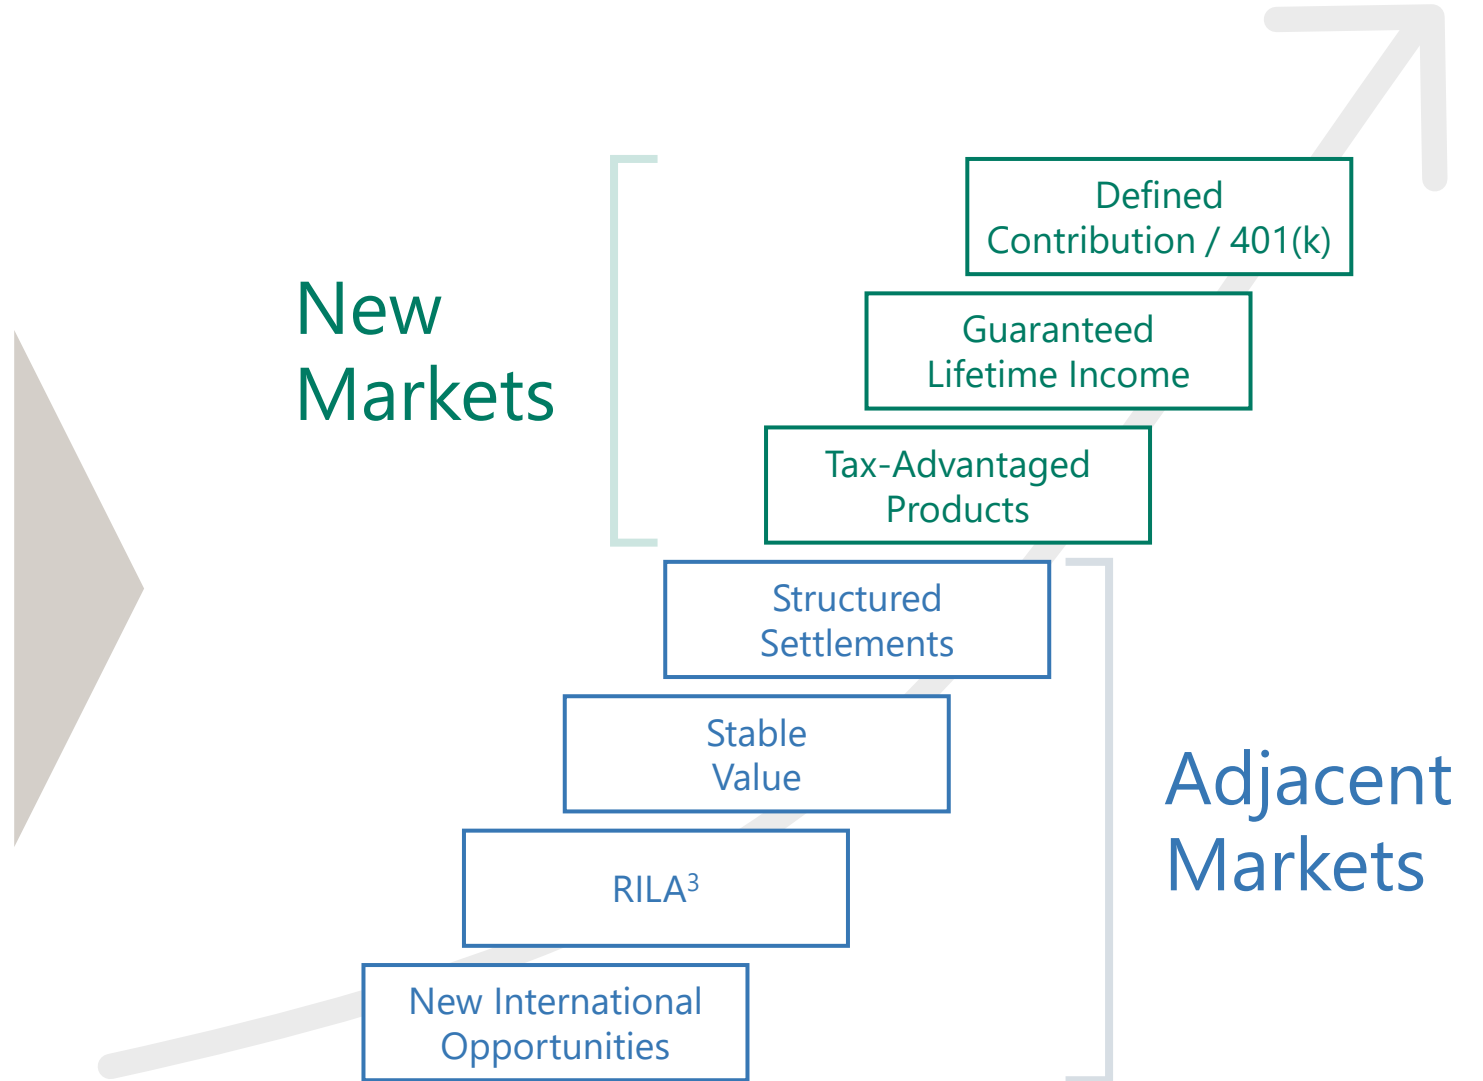 New
Markets
Defined
Contribution / 401(k)
Guaranteed
Lifetime Income
Tax-Advantaged
Products
Structured
Settlements
Stable
Value
RILA³
New International
Opportunities
Adjacent
Markets